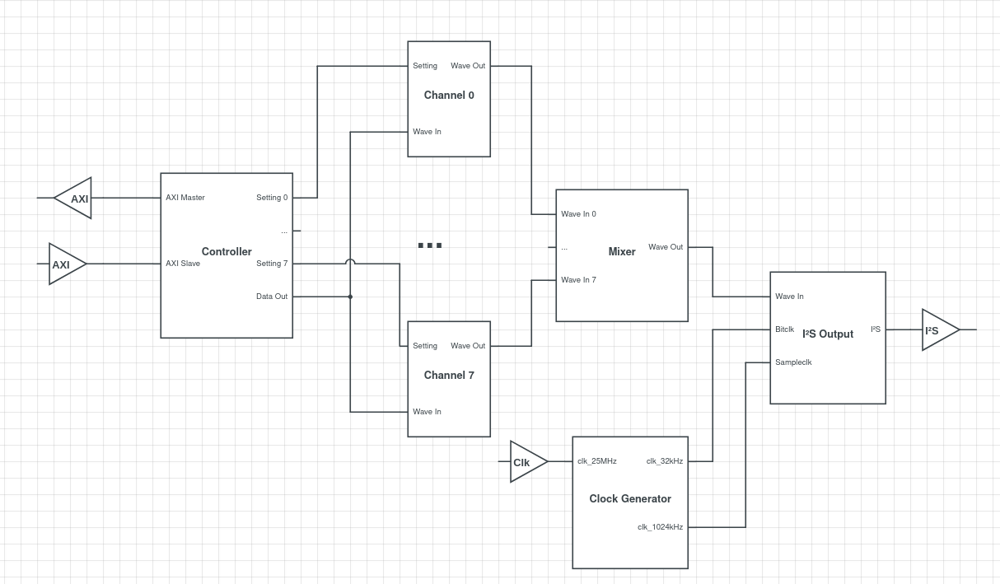 Setting
Wave Out
Channel 0
Wave In
AXI
AXI Master
Setting 0
...
Controller
AXI
AXI Slave
Setting 7
Data Out
...
Wave In 0
...
Mixer
Wave Out
Wave In 7
Setting
Wave Out
Channel 7
Wave In
Wave In
Bitclk
I²S Output
I²S
Sampleclk
I²S
Clk
clk_25MHz
clk_32kHz
Clock Generator
clk_1024kHz